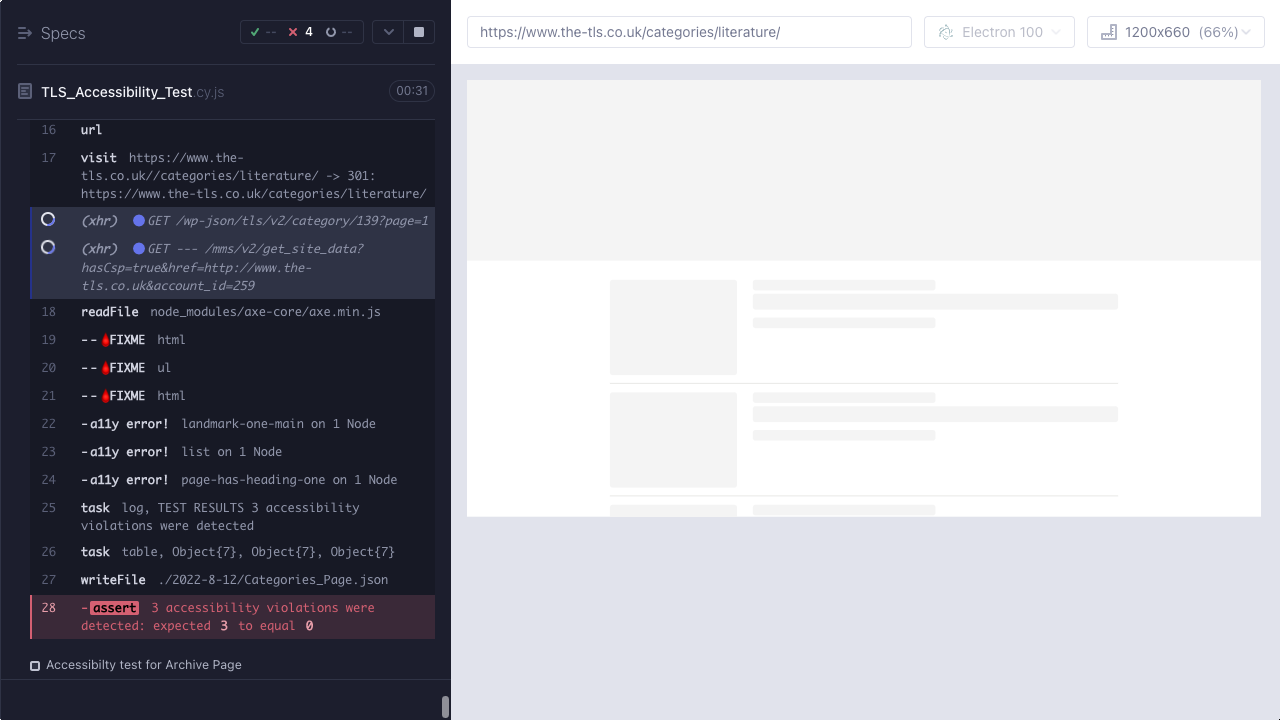 Specs
-- 4 --
https://www.the-tls.co.uk/categories/literature/
Electron 100
1200x660 (66%)
TLS_Accessibility_Test.cy.js
00:31
16 url
17 visit https://www.the-
tls.co.uk//categories/literature/ -> 301:
https://www.the-tls.co.uk/categories/literature/
(xhr) GET /wp-json/tls/v2/category/139?page=1
(xhr) GET --- /mms/v2/get_site_data?
hasCsp=true&href=http://www.the-
tls.co.uk&account_id=259
18 readFile node_modules/axe-core/axe.min.js
19 --🩸FIXME html
20 --🩸FIXME ul
21 --🩸FIXME html
22 -a11y error! landmark-one-main on 1 Node
23 -a11y error! list on 1 Node
24 -a11y error! page-has-heading-one on 1 Node
25 task log, TEST RESULTS 3 accessibility
violations were detected
26 task table, Object{7}, Object{7}, Object{7}
27 writeFile ./2022-8-12/Categories_Page.json
28 -assert 3 accessibility violations were
detected: expected 3 to equal 0
Accessibilty test for Archive Page